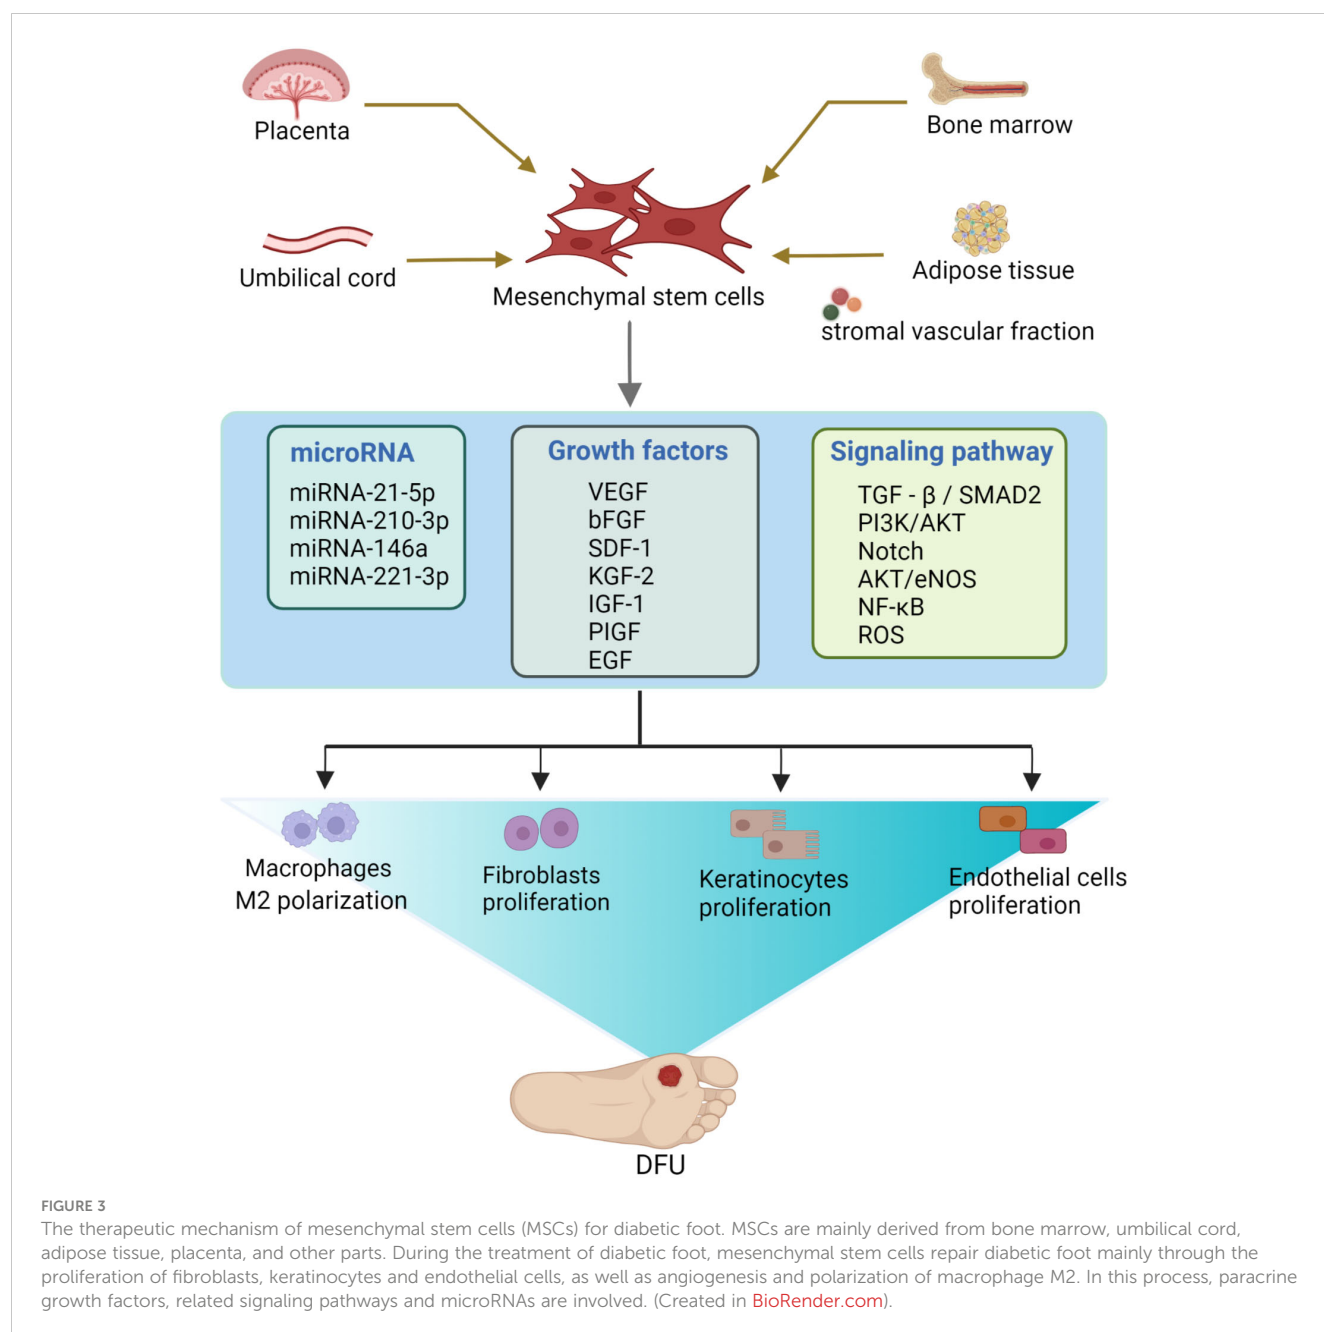 Placenta
Bone marrow
Umbilical cord
Mesenchymal stem cells
Adipose tissue
stromal vascular fraction
microRNA
miRNA-21-5p
miRNA-210-3p
miRNA-146a
miRNA-221-3p
Growth factors
VEGF
bFGF
SDF-1
KGF-2
IGF-1
PIGF
EGF
Signaling pathway
TGF - β / SMAD2
PI3K/AKT
Notch
AKT/eNOS
NF-κB
ROS
Macrophages
M2 polarization
Fibroblasts
proliferation
Keratinocytes
proliferation
Endothelial cells
proliferation
DFU
FIGURE 3
The therapeutic mechanism of mesenchymal stem cells (MSCs) for diabetic foot. MSCs are mainly derived from bone marrow, umbilical cord,
adipose tissue, placenta, and other parts. During the treatment of diabetic foot, mesenchymal stem cells repair diabetic foot mainly through the
proliferation of fibroblasts, keratinocytes and endothelial cells, as well as angiogenesis and polarization of macrophage M2. In this process, paracrine
growth factors, related signaling pathways and microRNAs are involved. (Created in BioRender.com).